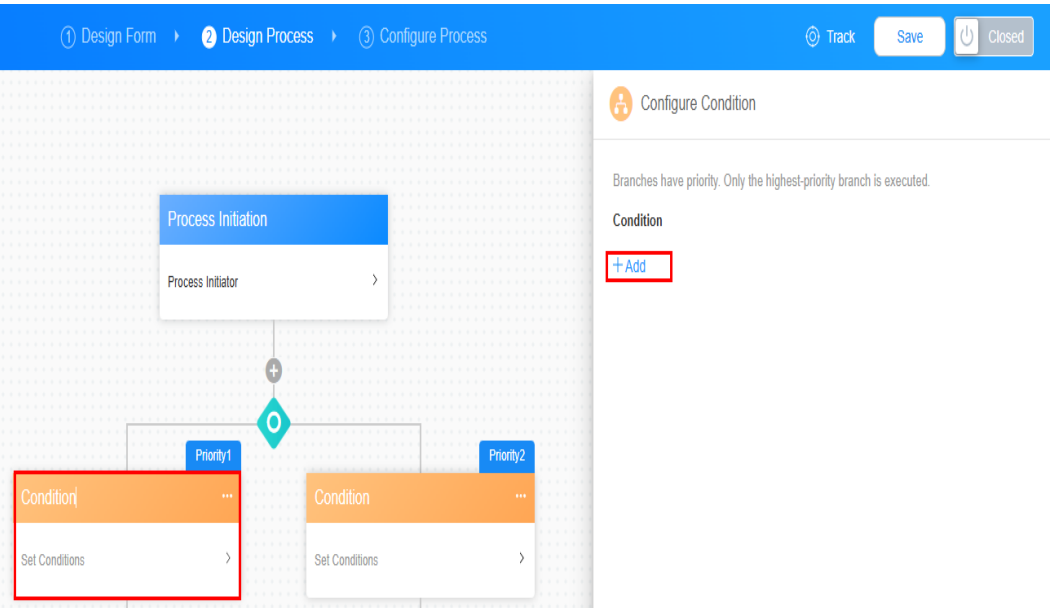 1 Design Form
2 Design Process
3 Configure Process
Track
Save
Closed
Configure Condition
Branches have priority. Only the highest-priority branch is executed.
Condition
+Add
Process Initiation
Process Initiator
Priority1
Condition
Set Conditions
Priority2
Condition
Set Conditions